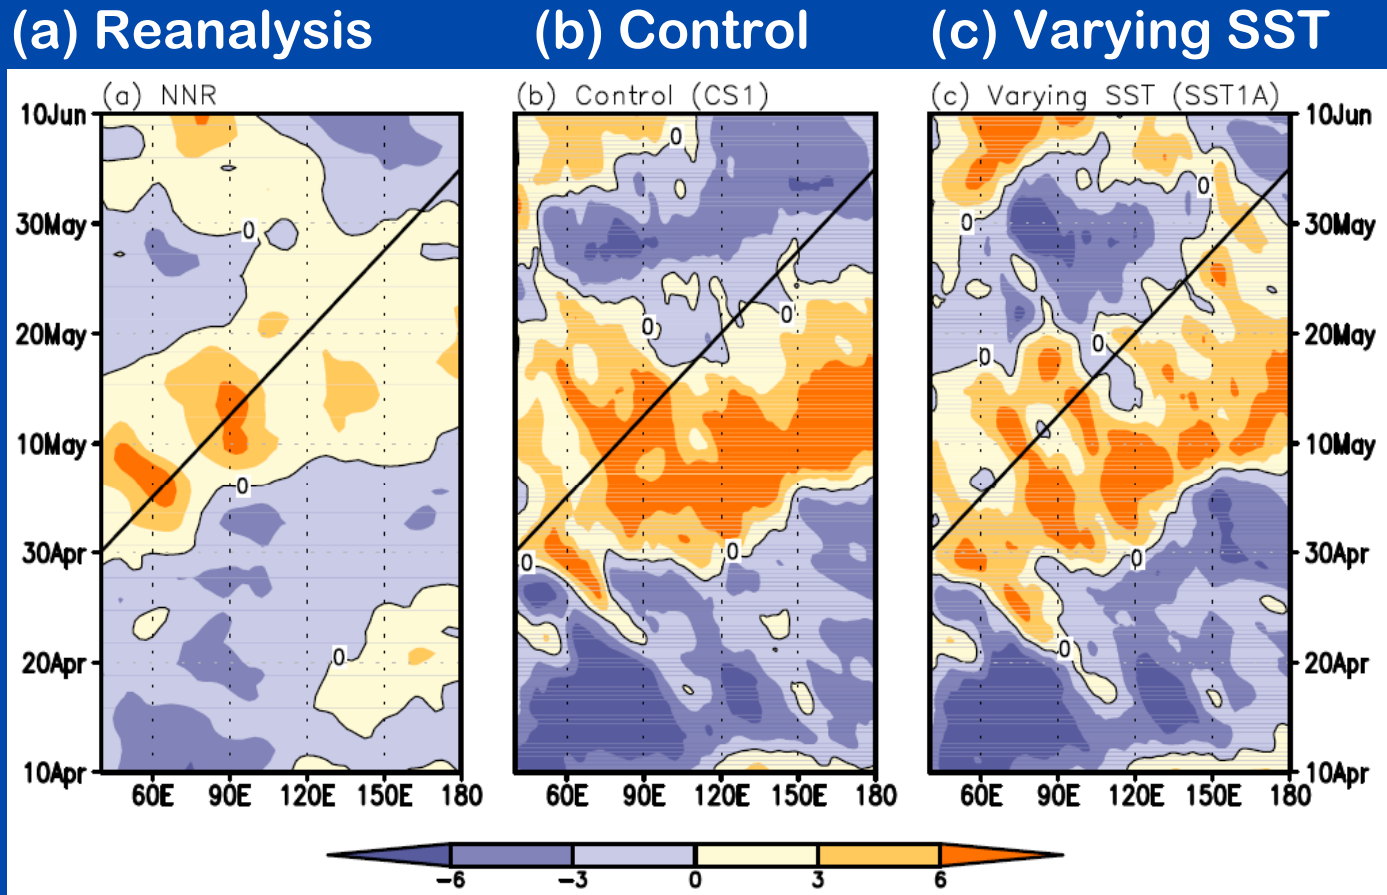 (a) Reanalysis (b) Control (c) Varying SST
(a) NNR (b) Control (CS1) (c) Varying SST (SST1A)
10Jun 10Jun
0
0
30May 0 0 30May
0 0
20May 0 0 20May
10May 10May
0
30Apr 0 0 0 30Apr
20Apr 0 0 20Apr
10Apr 10Apr
60E 90E 120E 150E 180 60E 90E 120E 150E 180 60E 90E 120E 150E 180
-6 -3 0 3 6